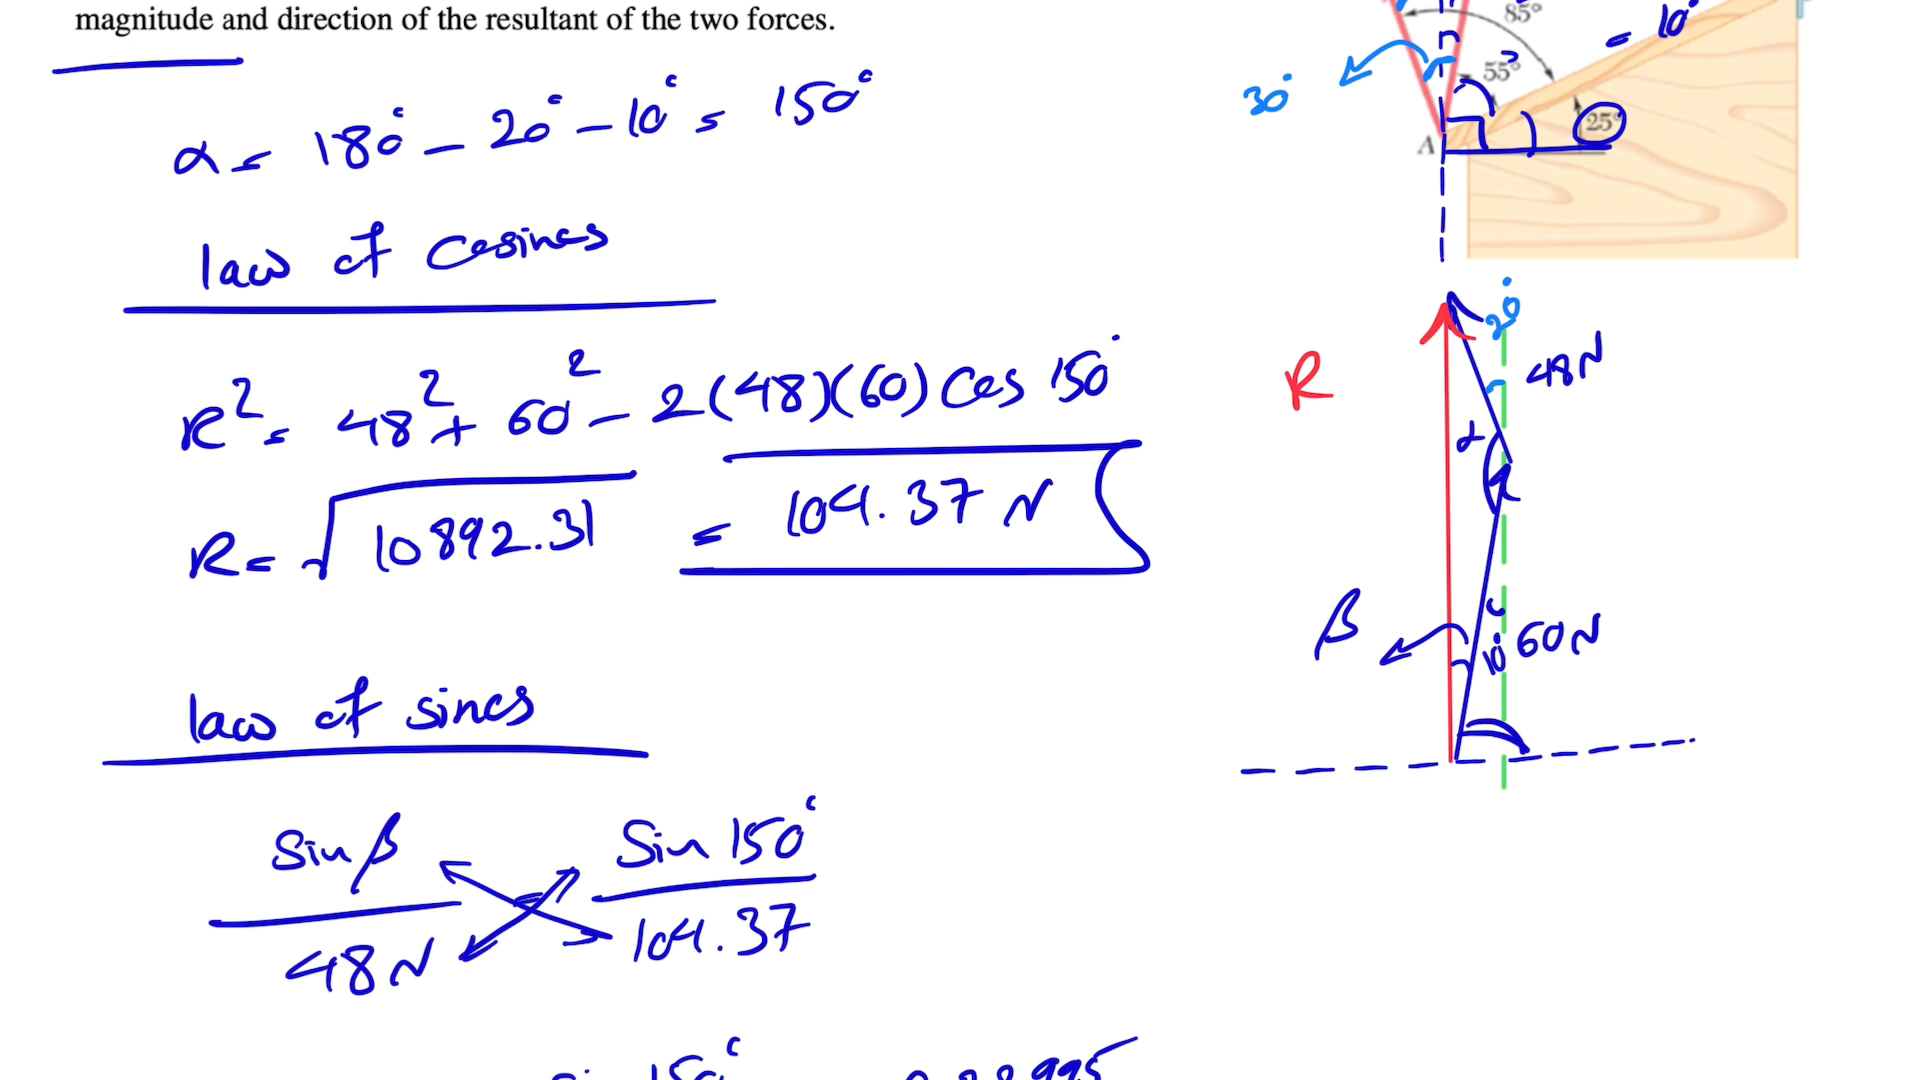 magnitude and direction of the resultant of the two forces.
α = 180° - 20° - 10° = 150°
law of cosines
R² = 48² + 60² - 2(48)(60) cos 150°
R = √10892.31 = 104.37 N
law of sines
sin β / 48 N = Sin 150° / 104.37
85°
= 10°
55°
30°
25°
A
20°
48N
R
α
β
10°
60N